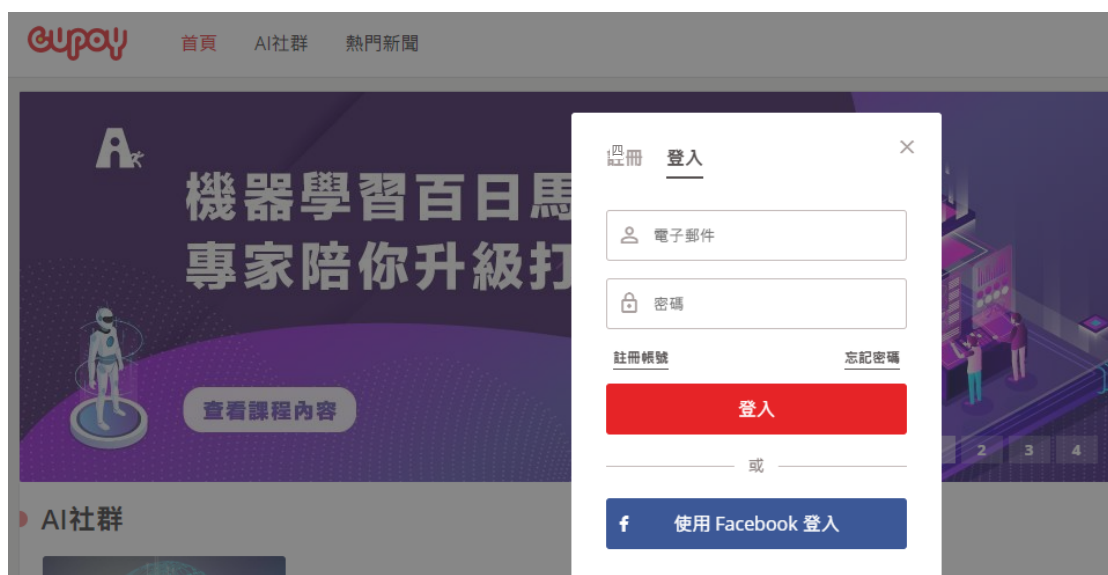 cupoy 首頁 AI社群 熱門新聞
機器學習百日馬
專家陪你升級打
查看課程內容
註冊 登入
電子郵件
密碼
註冊帳號 忘記密碼
登入
或
f 使用 Facebook 登入
2 3 4
AI社群